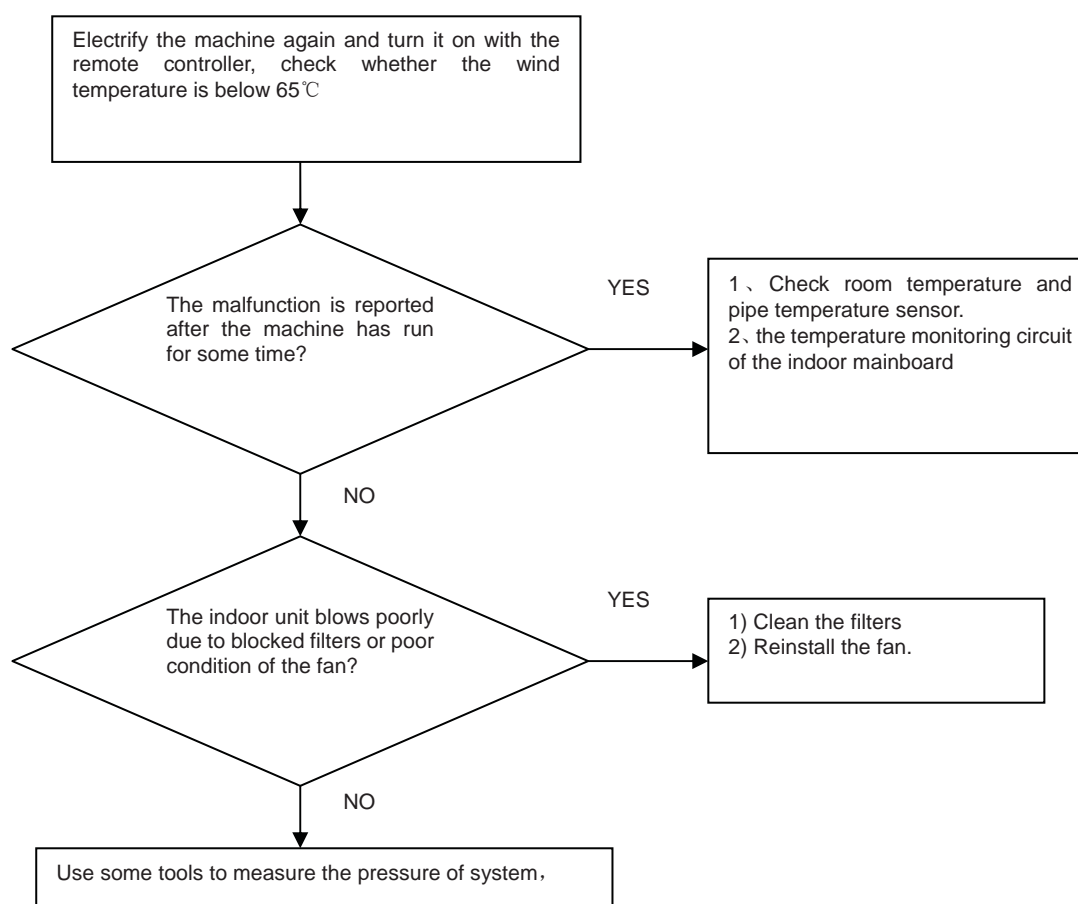 Electrify the machine again and turn it on with the
remote controller, check whether the wind
temperature is below 65℃
The malfunction is reported
after the machine has run
for some time?
YES
1、Check room temperature and
pipe temperature sensor.
2、the temperature monitoring circuit
of the indoor mainboard
NO
The indoor unit blows poorly
due to blocked filters or poor
condition of the fan?
YES
1) Clean the filters
2) Reinstall the fan.
NO
Use some tools to measure the pressure of system，